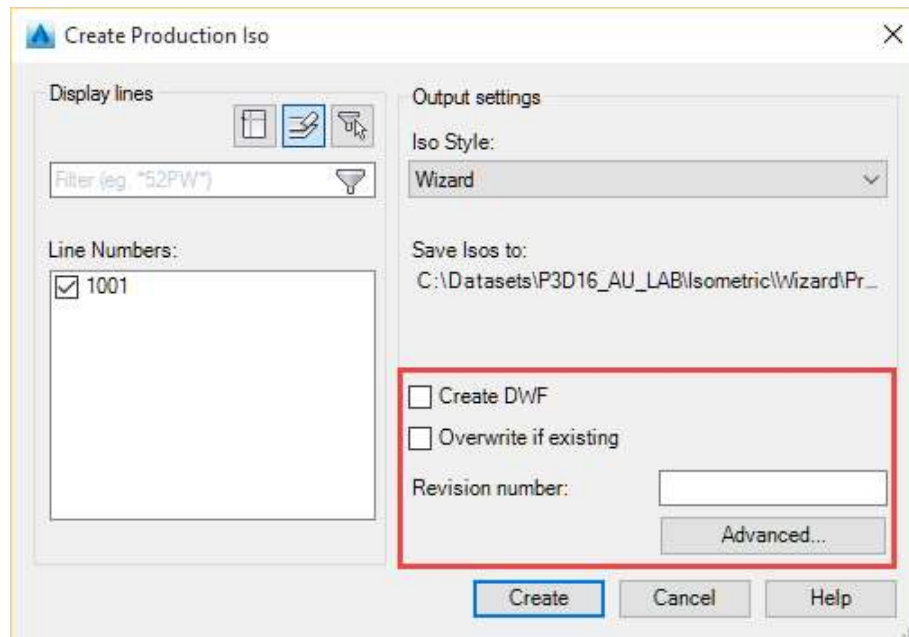 Create Production Iso
Display lines
Filter (eg. "52PW*)
Line Numbers:
1001
Output settings
Iso Style:
Wizard
Save Isos to:
C:\Datasets\P3D16_AU_LAB\Isometric\Wizard\Pr...
Create DWF
Overwrite if existing
Revision number:
Advanced...
Create
Cancel
Help